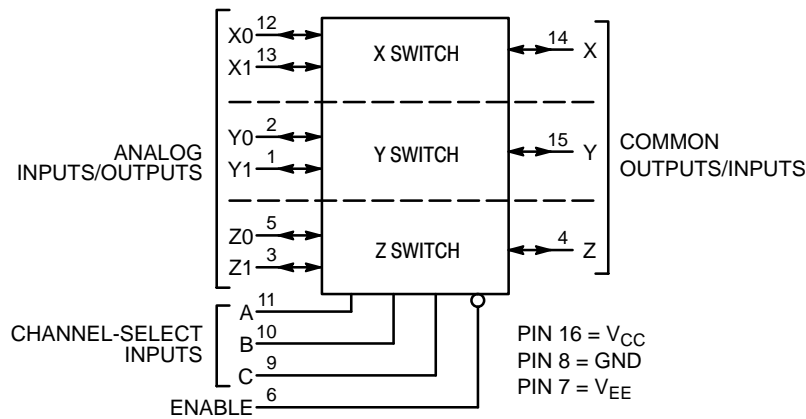 X0 12
X1 13
X SWITCH
14 X
Y0 2
Y1 1
Y SWITCH
15 Y
ANALOG
INPUTS/OUTPUTS
COMMON
OUTPUTS/INPUTS
Z0 5
Z1 3
Z SWITCH
4 Z
CHANNEL-SELECT
INPUTS
A 11
B 10
C 9
ENABLE 6
PIN 16 = VCC
PIN 8 = GND
PIN 7 = VEE